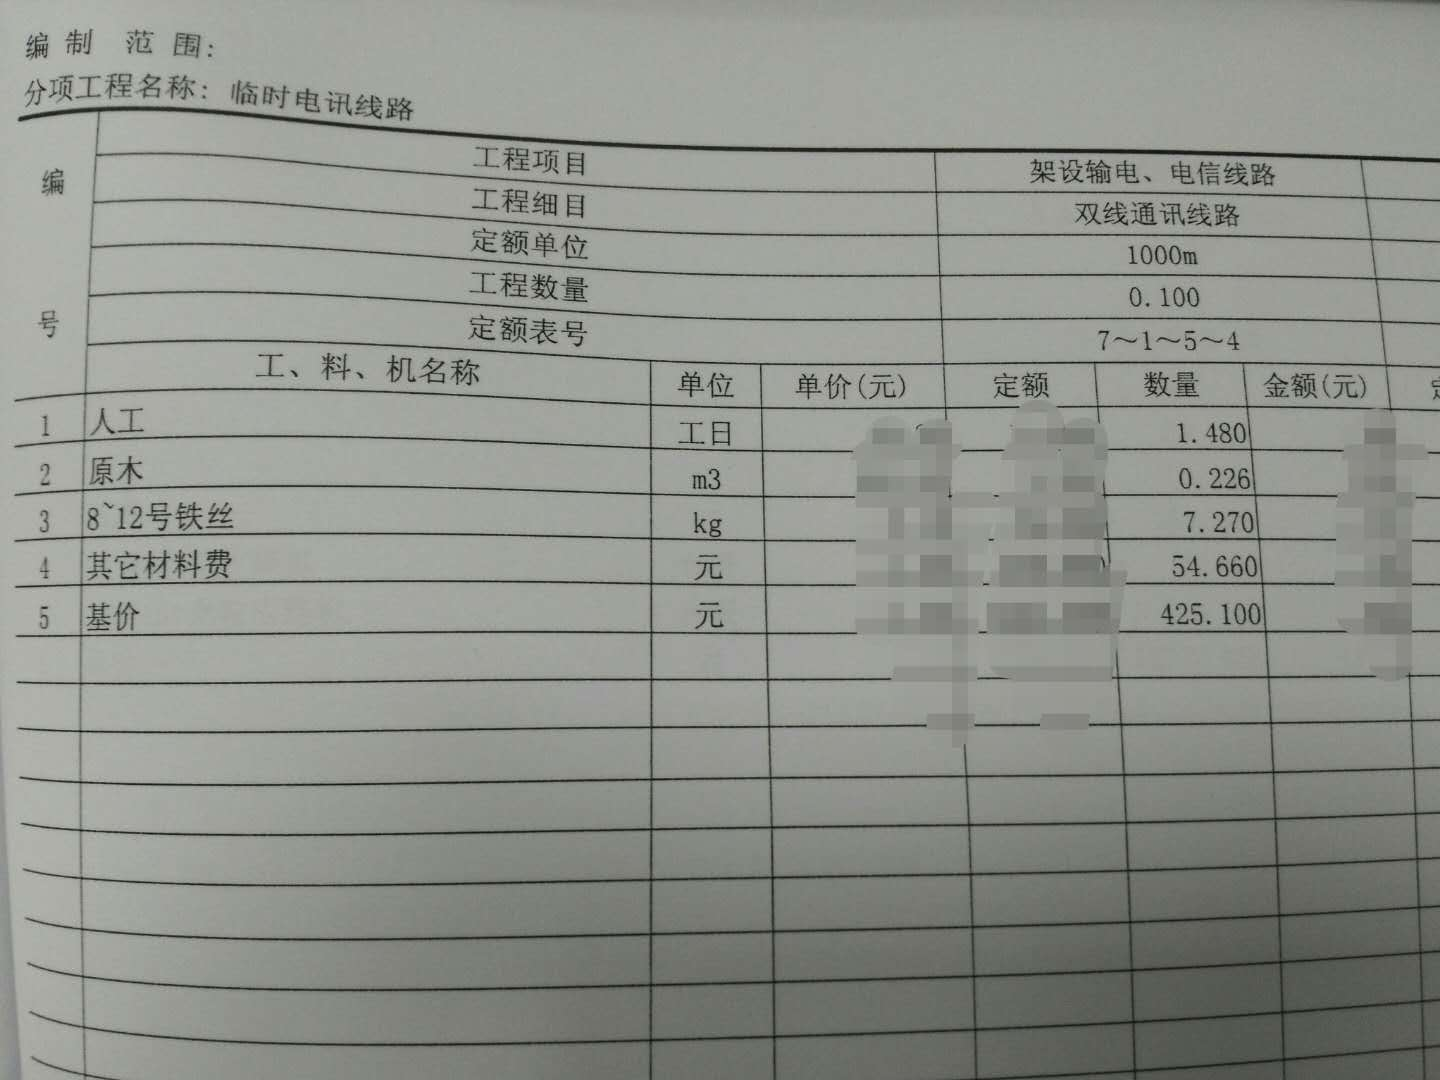 编 制 范 围:
分项工程名称: 临时电讯线路
编号
工程项目 架设输电、电信线路
工程细目 双线通讯线路
定额单位 1000m
工程数量 0.100
定额表号 7～1～5～4
工、料、机名称 单位 单价(元) 定额 数量 金额(元)
1 人工 工日 1.480
2 原木 m3 0.226
3 8~12号铁丝 kg 7.270
4 其它材料费 元 54.660
5 基价 元 425.100